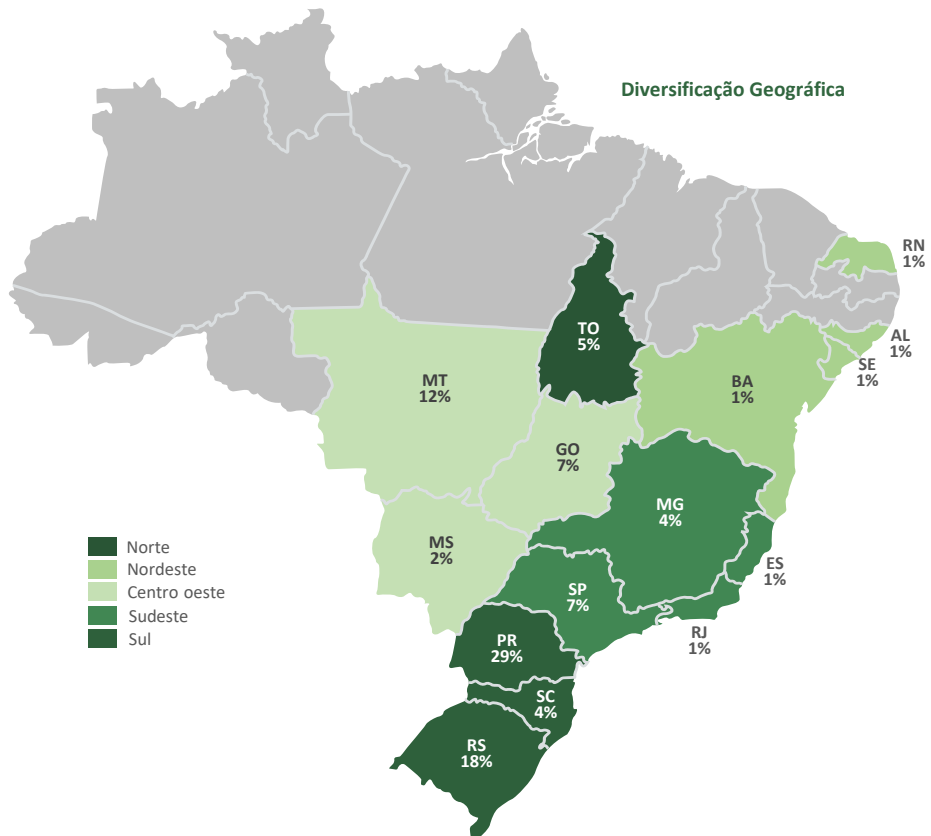 Diversificação Geográfica
RN
1%
TO
5%
AL
1%
SE
1%
MT
12%
BA
1%
GO
7%
MG
4%
MS
2%
ES
1%
SP
7%
RJ
1%
PR
29%
SC
4%
RS
18%
Norte
Nordeste
Centro oeste
Sudeste
Sul